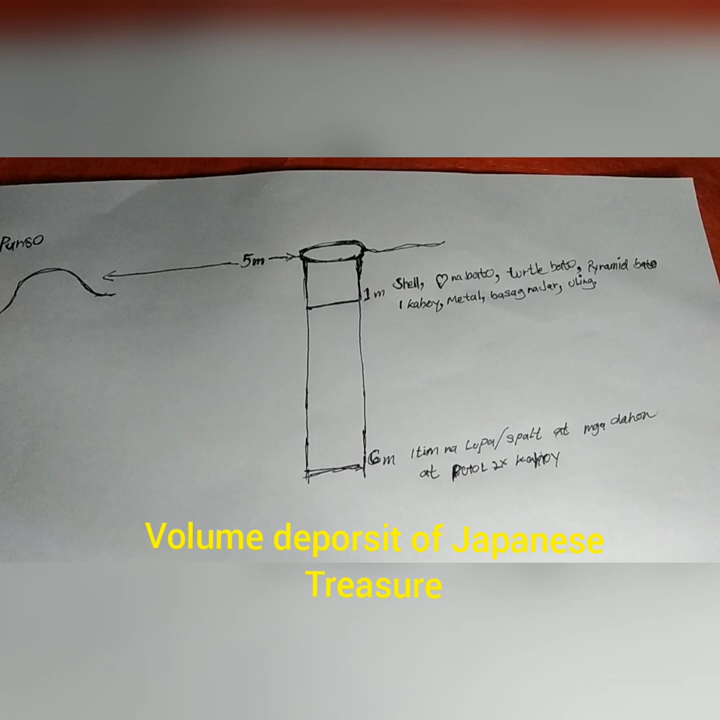 Punso
5m
1m Shell, ♡ na bato, turtle bato, Pyramid bato
1 kahoy, Metal, basag na Jar, uling.
6m Itim na Lupa/spalt at mga dahon
at Putol 2x kahoy
Volume deporsit of Japanese
Treasure